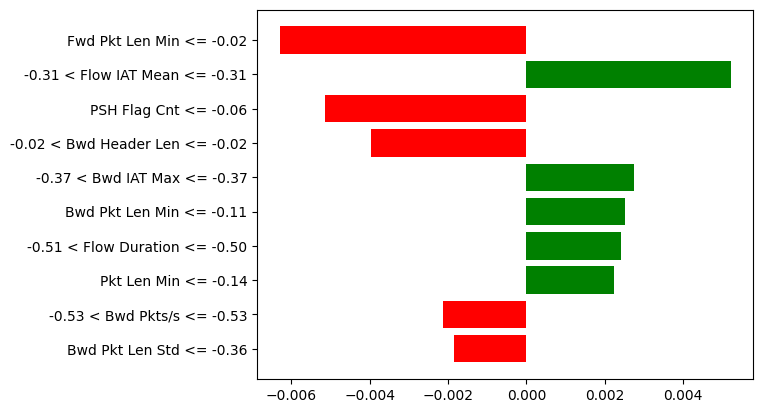 Fwd Pkt Len Min <= -0.02
-0.31 < Flow IAT Mean <= -0.31
PSH Flag Cnt <= -0.06
-0.02 < Bwd Header Len <= -0.02
-0.37 < Bwd IAT Max <= -0.37
Bwd Pkt Len Min <= -0.11
-0.51 < Flow Duration <= -0.50
Pkt Len Min <= -0.14
-0.53 < Bwd Pkts/s <= -0.53
Bwd Pkt Len Std <= -0.36
−0.006 −0.004 −0.002 0.000 0.002 0.004